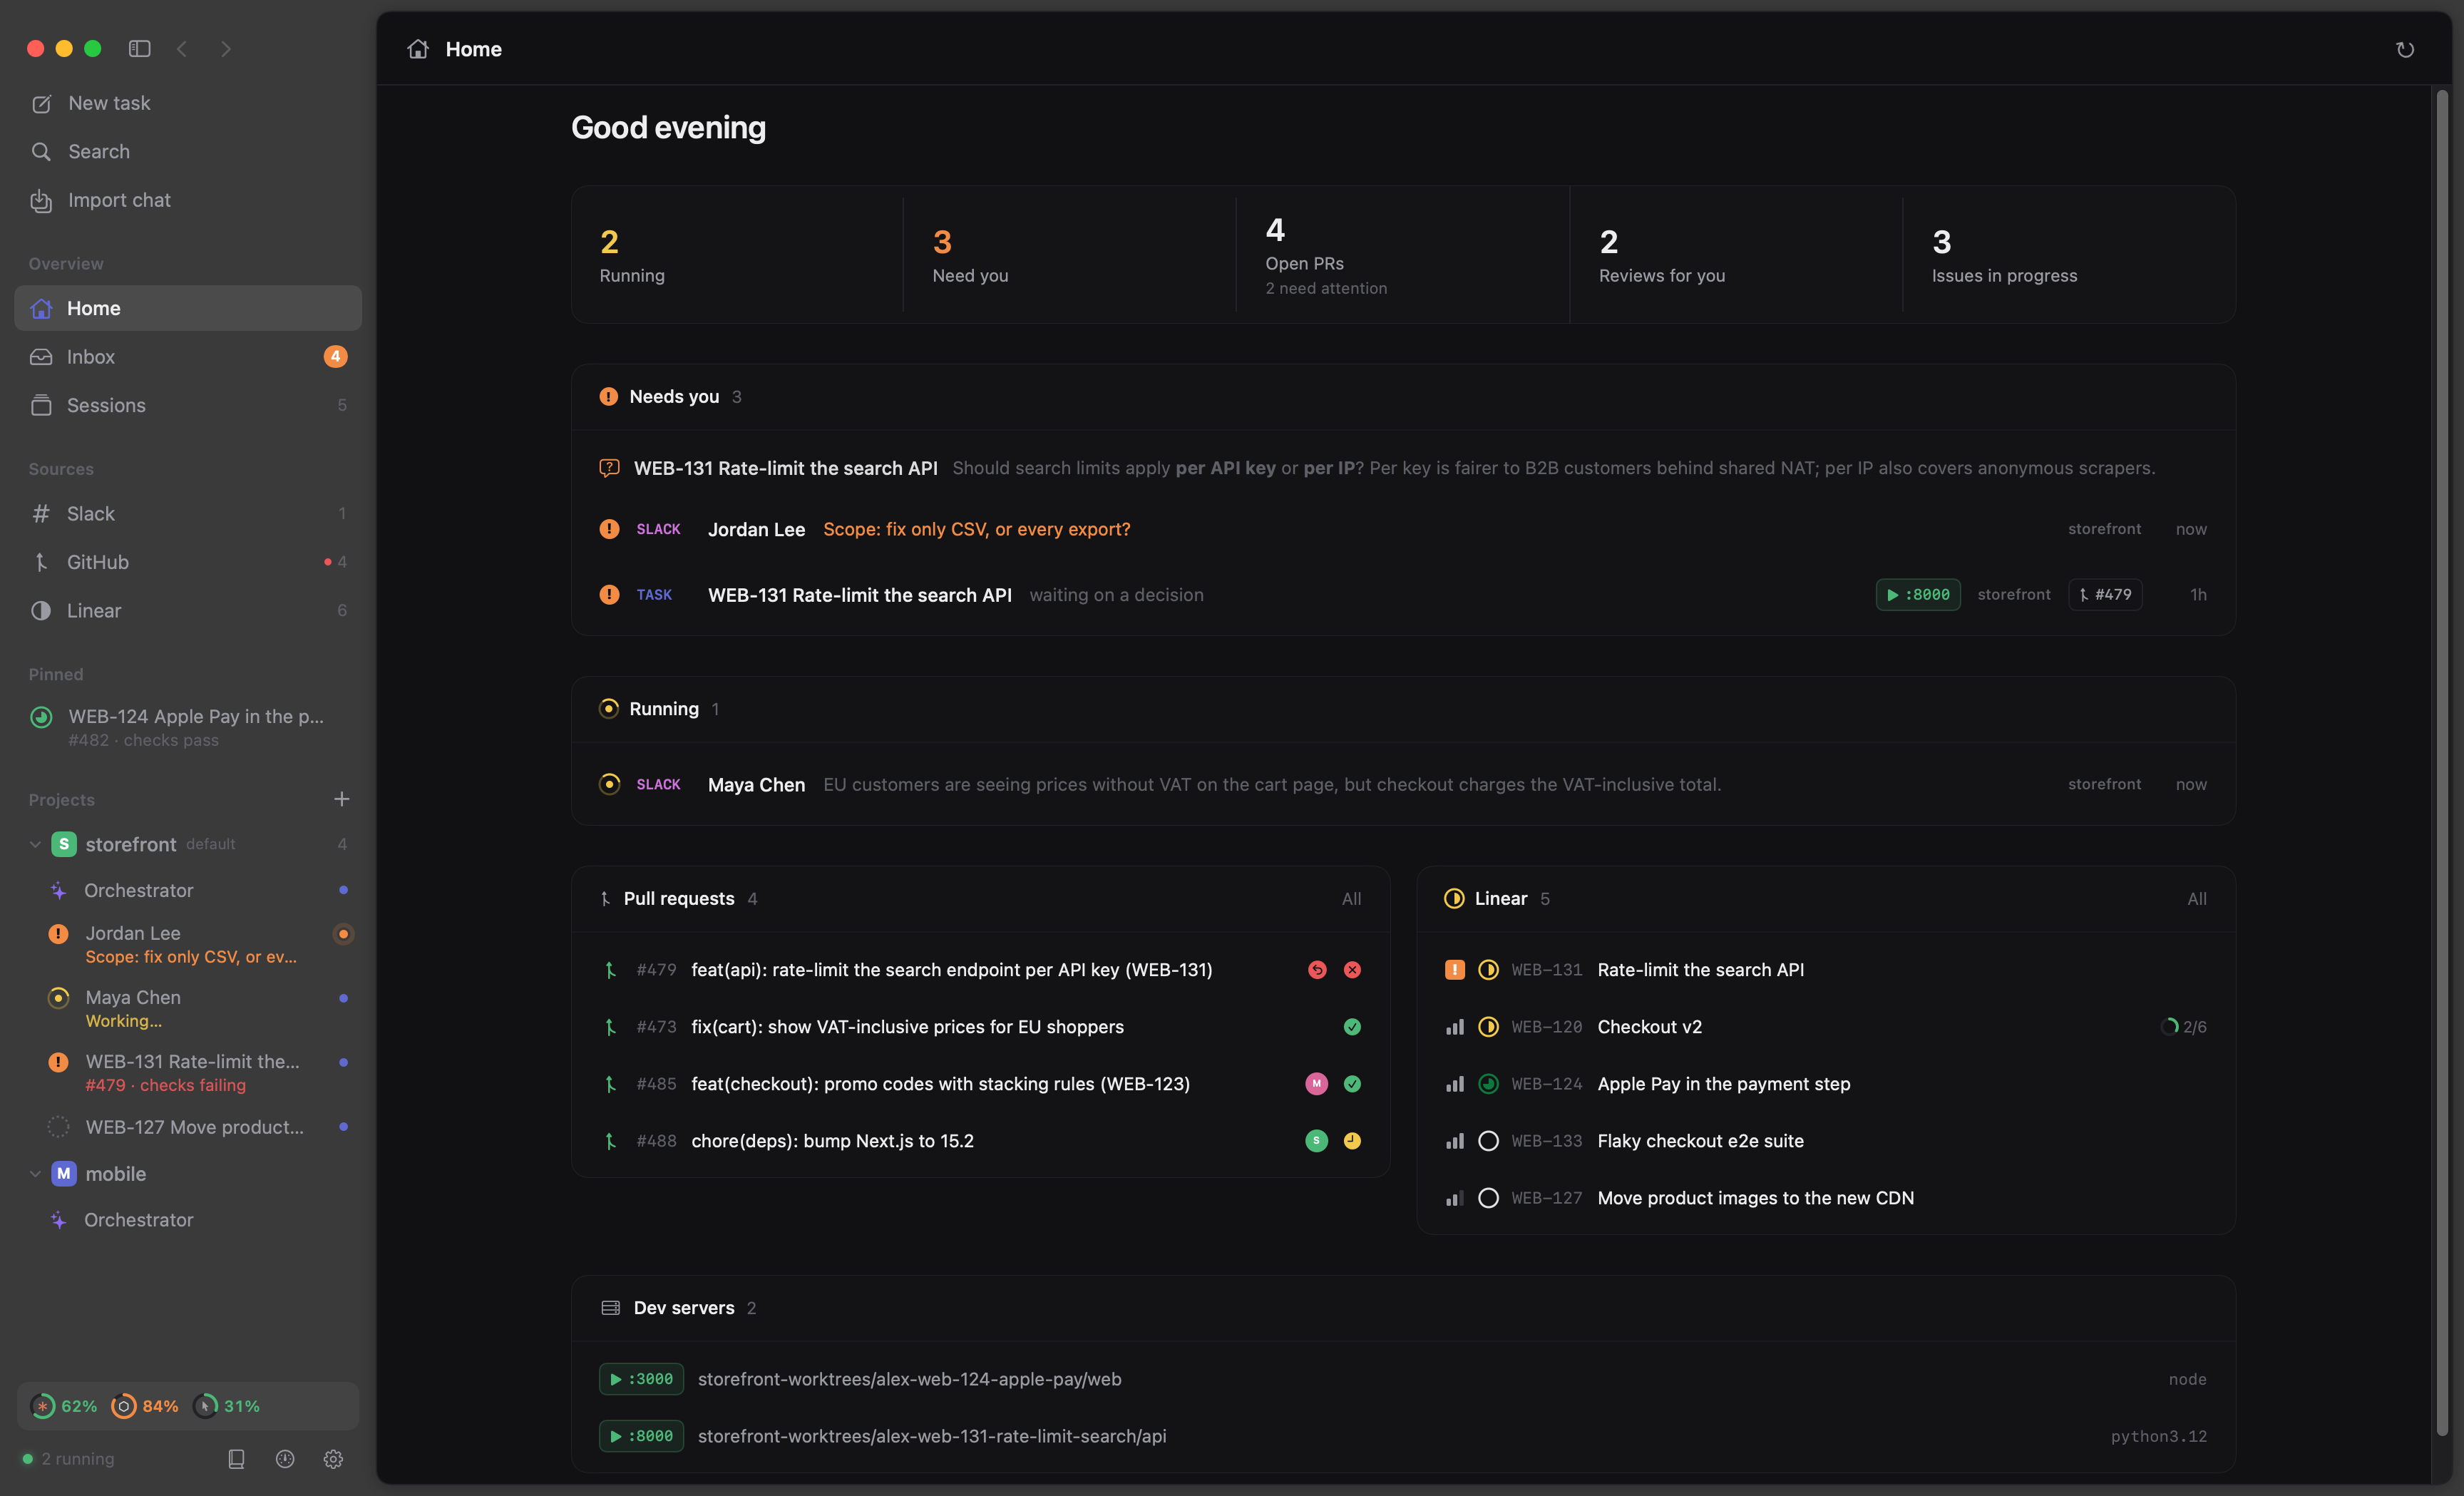 New task
Search
Import chat
Overview
Home
Inbox 4
Sessions 5
Sources
Slack 1
GitHub 4
Linear 6
Pinned
WEB-124 Apple Pay in the p...
#482 · checks pass
Projects
S storefront default 4
Orchestrator
Jordan Lee
Scope: fix only CSV, or ev...
Maya Chen
Working...
WEB-131 Rate-limit the...
#479 · checks failing
WEB-127 Move product...
M mobile
Orchestrator
62% 84% 31%
2 running
Home
Good evening
2
Running
3
Need you
4
Open PRs
2 need attention
2
Reviews for you
3
Issues in progress
Needs you 3
WEB-131 Rate-limit the search API Should search limits apply per API key or per IP? Per key is fairer to B2B customers behind shared NAT; per IP also covers anonymous scrapers.
SLACK Jordan Lee Scope: fix only CSV, or every export? storefront now
TASK WEB-131 Rate-limit the search API waiting on a decision :8000 storefront #479 1h
Running 1
SLACK Maya Chen EU customers are seeing prices without VAT on the cart page, but checkout charges the VAT-inclusive total. storefront now
Pull requests 4 All
#479 feat(api): rate-limit the search endpoint per API key (WEB-131)
#473 fix(cart): show VAT-inclusive prices for EU shoppers
#485 feat(checkout): promo codes with stacking rules (WEB-123) M
#488 chore(deps): bump Next.js to 15.2 S
Linear 5 All
WEB-131 Rate-limit the search API
WEB-120 Checkout v2 2/6
WEB-124 Apple Pay in the payment step
WEB-133 Flaky checkout e2e suite
WEB-127 Move product images to the new CDN
Dev servers 2
:3000 storefront-worktrees/alex-web-124-apple-pay/web node
:8000 storefront-worktrees/alex-web-131-rate-limit-search/api python3.12